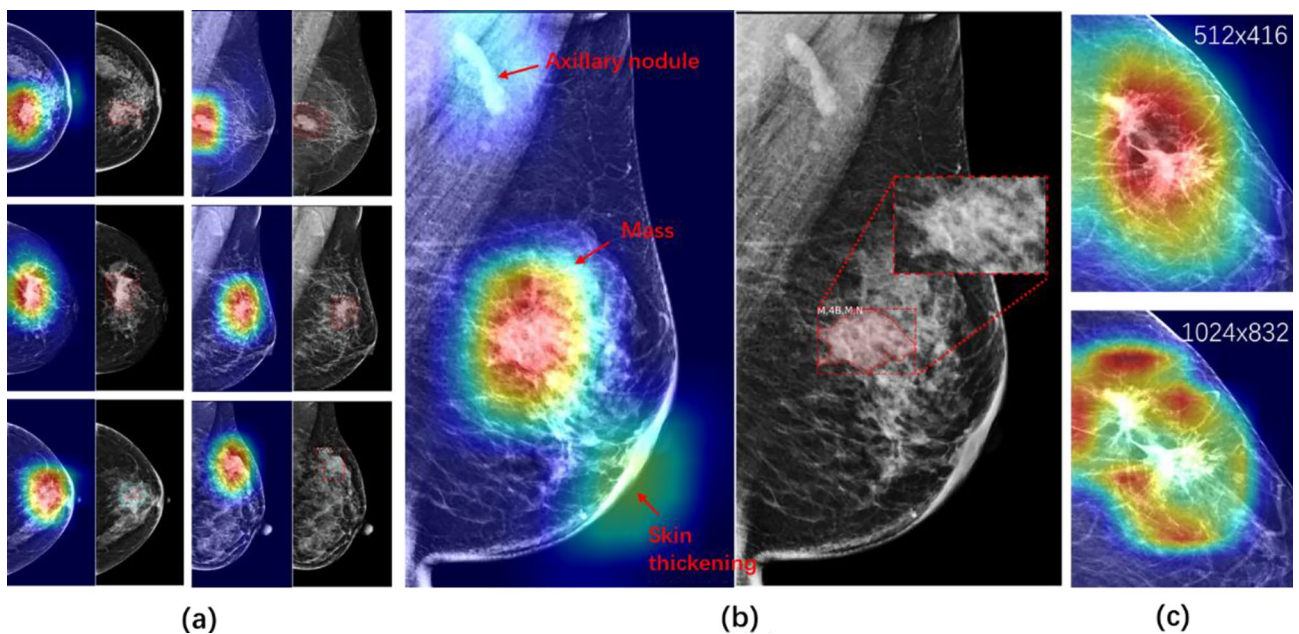 Axillary nodule
Mass
Skin
thickening
M,4B,M:N
512x416
1024x832
(a)
(b)
(c)